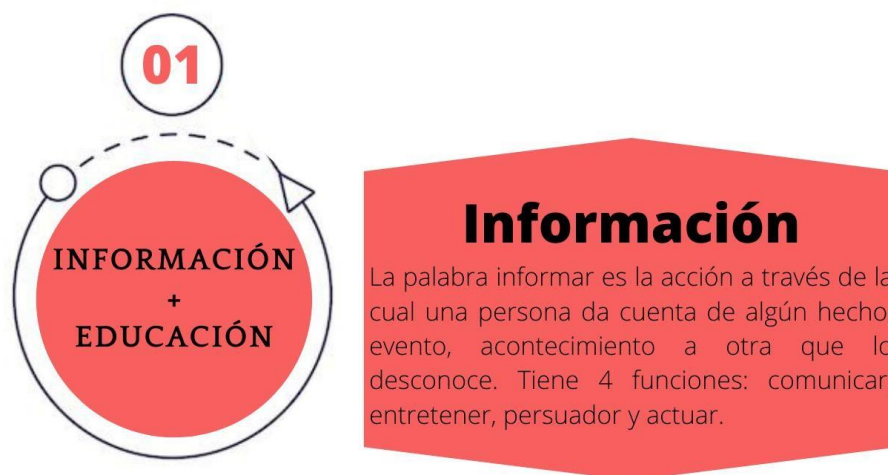 01
INFORMACIÓN
+
EDUCACIÓN
Información
La palabra informar es la acción a través de la
cual una persona da cuenta de algún hecho
evento, acontecimiento a otra que lo
desconoce. Tiene 4 funciones: comunicar
entretener, persuador y actuar.